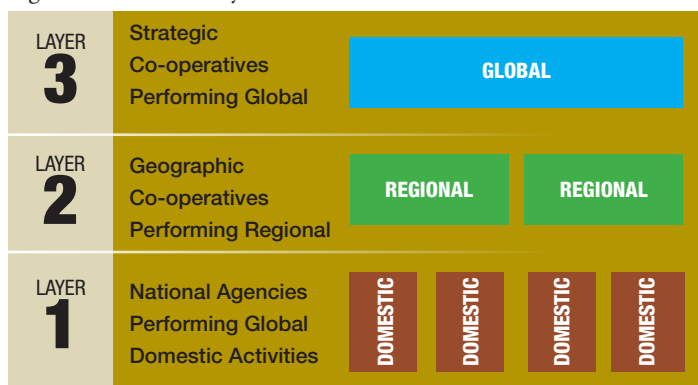 LAYER
3
Strategic
Co-operatives
Performing Global
GLOBAL
LAYER
2
Geographic
Co-operatives
Performing Regional
REGIONAL
REGIONAL
LAYER
1
National Agencies
Performing Global
Domestic Activities
DOMESTIC
DOMESTIC
DOMESTIC
DOMESTIC